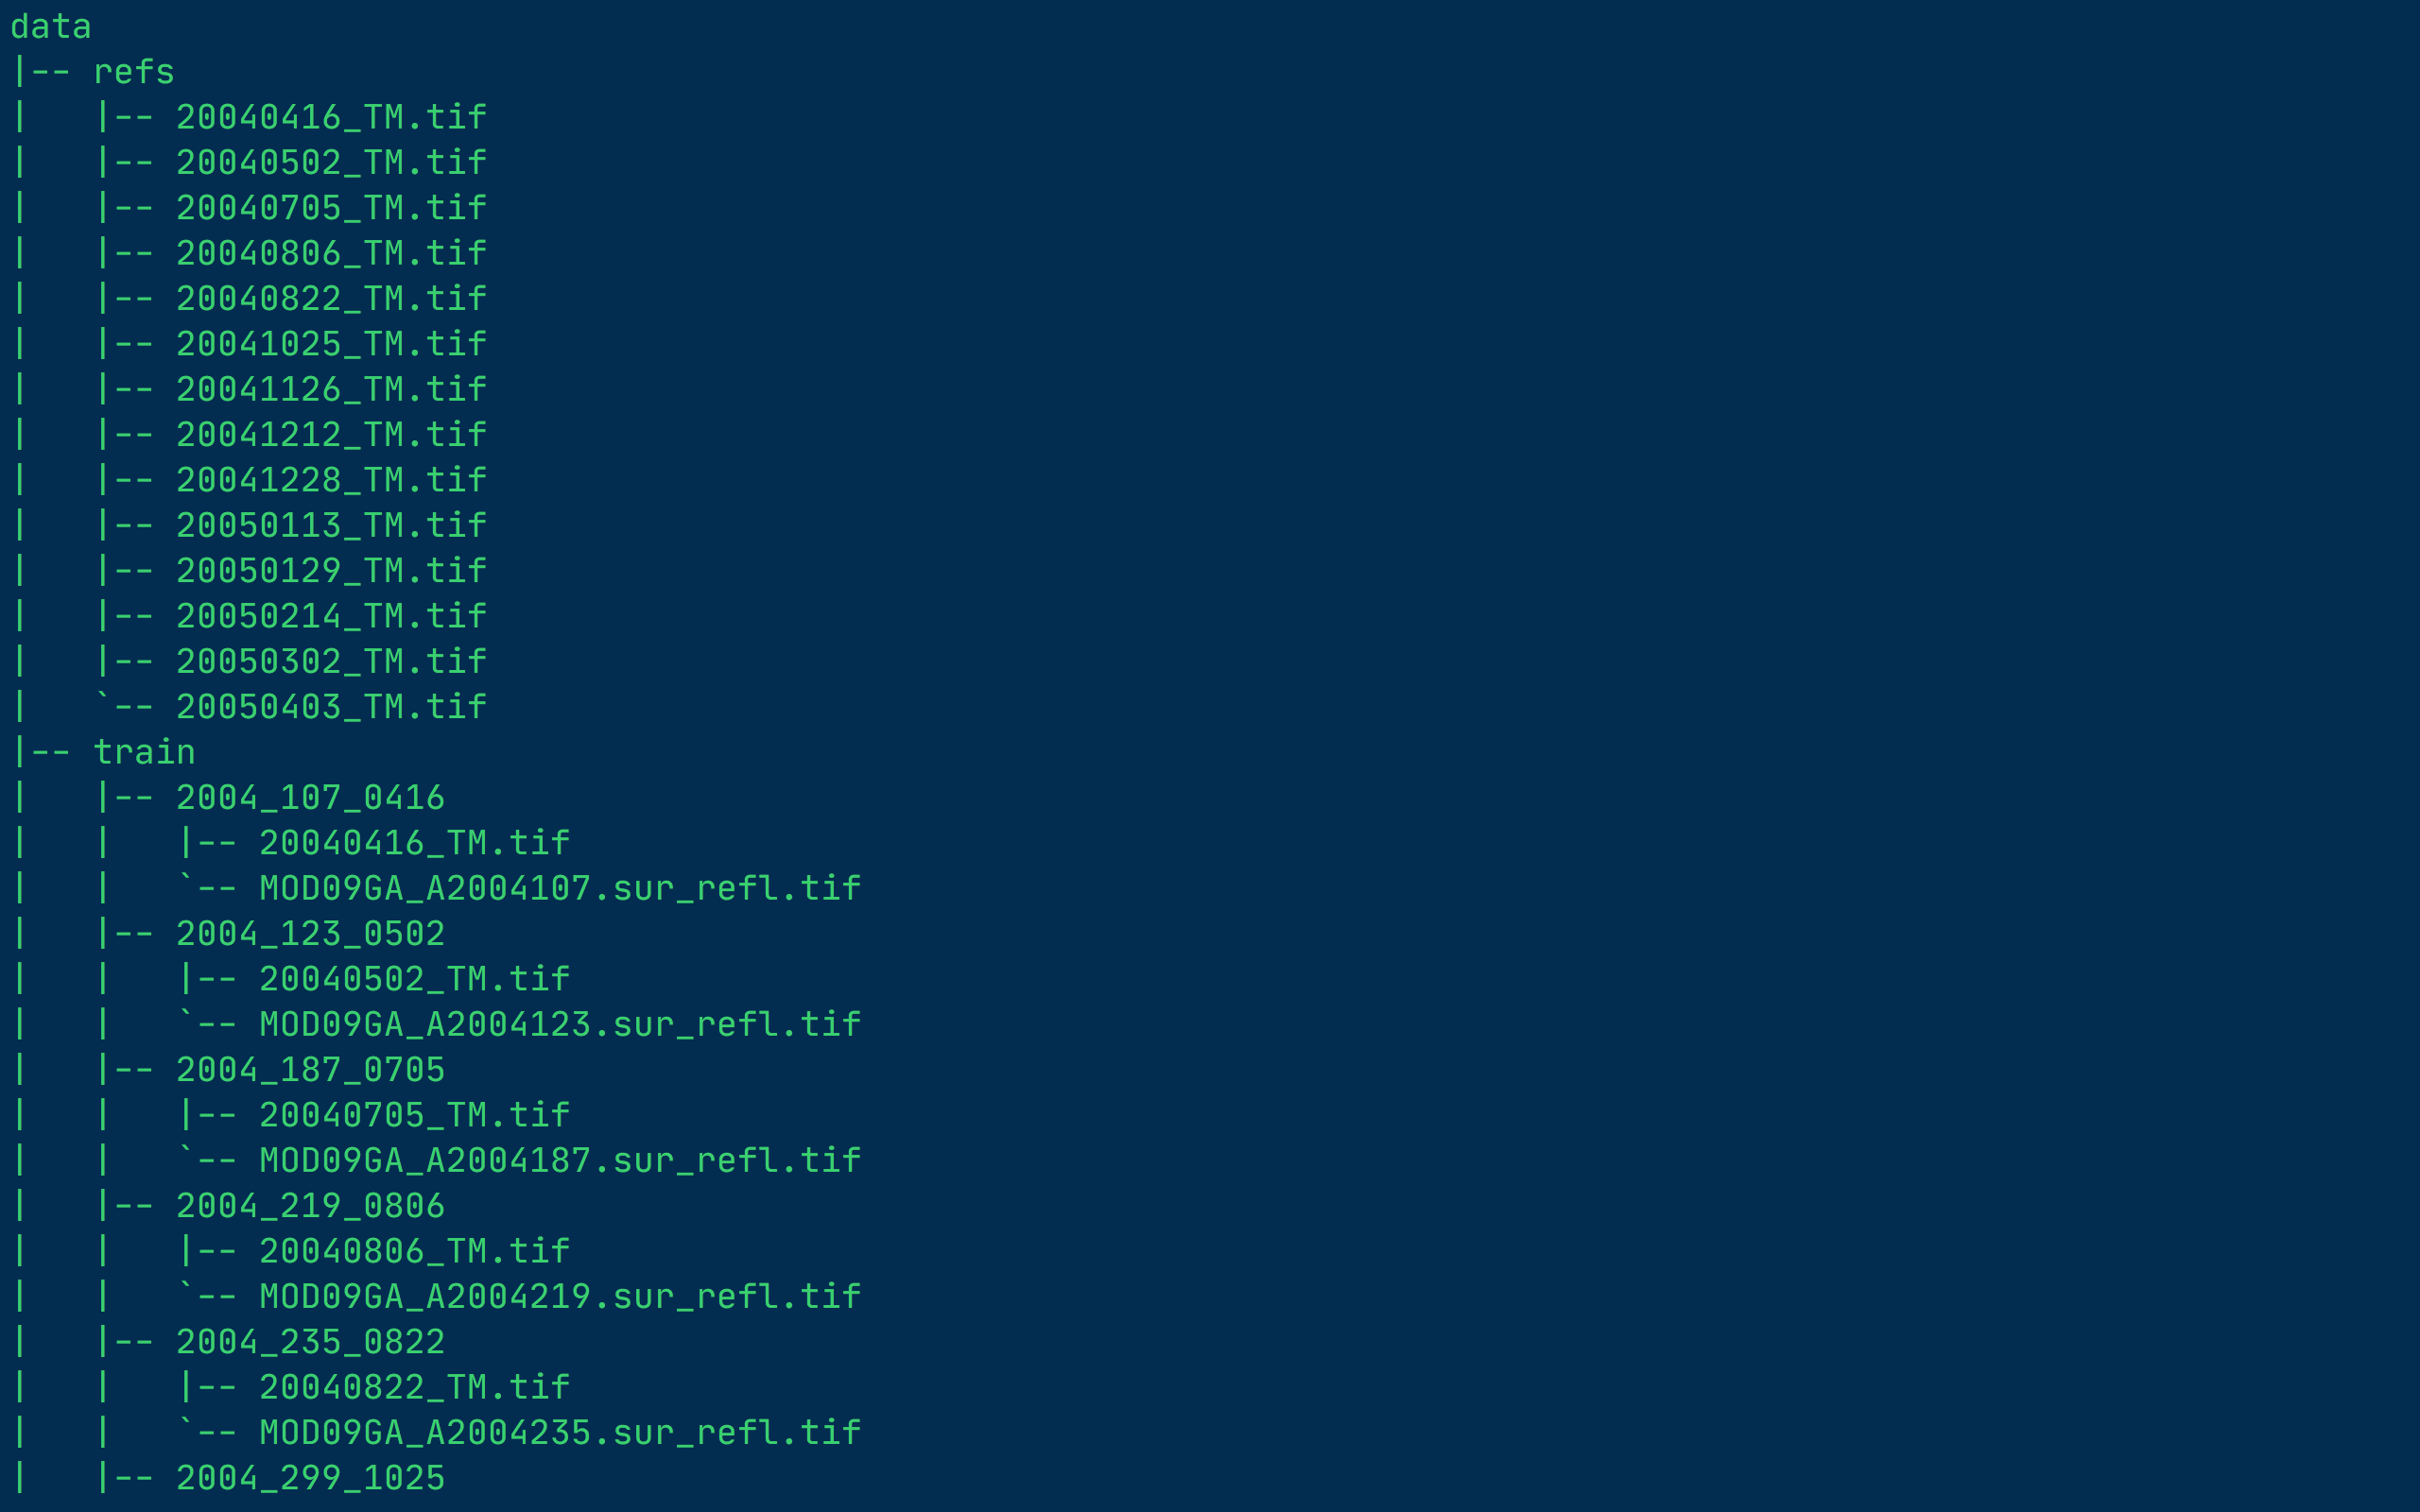 data
|-- refs
|   |-- 20040416_TM.tif
|   |-- 20040502_TM.tif
|   |-- 20040705_TM.tif
|   |-- 20040806_TM.tif
|   |-- 20040822_TM.tif
|   |-- 20041025_TM.tif
|   |-- 20041126_TM.tif
|   |-- 20041212_TM.tif
|   |-- 20041228_TM.tif
|   |-- 20050113_TM.tif
|   |-- 20050129_TM.tif
|   |-- 20050214_TM.tif
|   |-- 20050302_TM.tif
|   `-- 20050403_TM.tif
|-- train
|   |-- 2004_107_0416
|   |   |-- 20040416_TM.tif
|   |   `-- MOD09GA_A2004107.sur_refl.tif
|   |-- 2004_123_0502
|   |   |-- 20040502_TM.tif
|   |   `-- MOD09GA_A2004123.sur_refl.tif
|   |-- 2004_187_0705
|   |   |-- 20040705_TM.tif
|   |   `-- MOD09GA_A2004187.sur_refl.tif
|   |-- 2004_219_0806
|   |   |-- 20040806_TM.tif
|   |   `-- MOD09GA_A2004219.sur_refl.tif
|   |-- 2004_235_0822
|   |   |-- 20040822_TM.tif
|   |   `-- MOD09GA_A2004235.sur_refl.tif
|   |-- 2004_299_1025